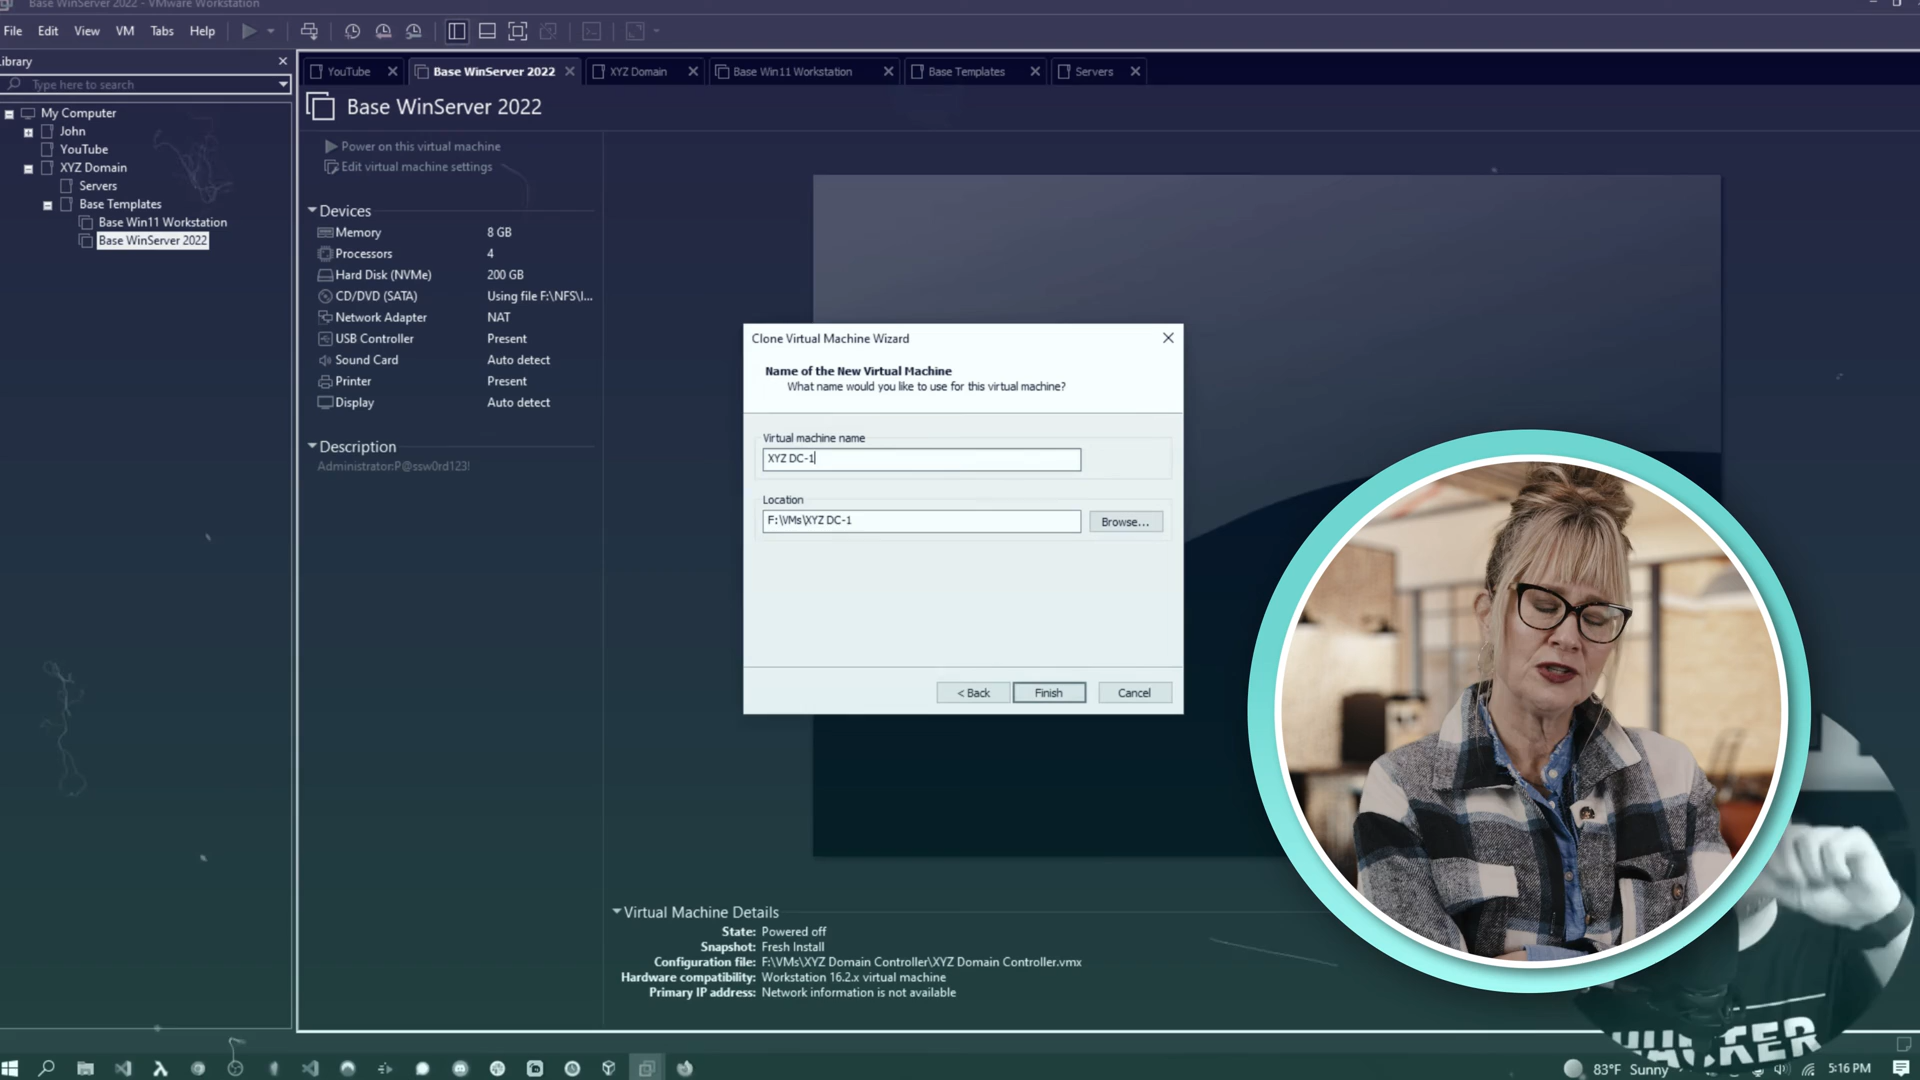 Base WinServer 2022 - VMware Workstation
File Edit View VM Tabs Help
Library
Type here to search
My Computer
John
YouTube
XYZ Domain
Servers
Base Templates
Base Win11 Workstation
Base WinServer 2022
YouTube Base WinServer 2022 XYZ Domain Base Win11 Workstation Base Templates Servers
Base WinServer 2022
Power on this virtual machine
Edit virtual machine settings
Devices
Memory 8 GB
Processors 4
Hard Disk (NVMe) 200 GB
CD/DVD (SATA) Using file F:\NFS\I...
Network Adapter NAT
USB Controller Present
Sound Card Auto detect
Printer Present
Display Auto detect
Description
Administrator:P@ssw0rd123!
Clone Virtual Machine Wizard
Name of the New Virtual Machine
What name would you like to use for this virtual machine?
Virtual machine name
XYZ DC-1
Location
F:\VMs\XYZ DC-1
Browse...
< Back Finish Cancel
Virtual Machine Details
State: Powered off
Snapshot: Fresh Install
Configuration file: F:\VMs\XYZ Domain Controller\XYZ Domain Controller.vmx
Hardware compatibility: Workstation 16.2.x virtual machine
Primary IP address: Network information is not available
83°F Sunny
5:16 PM